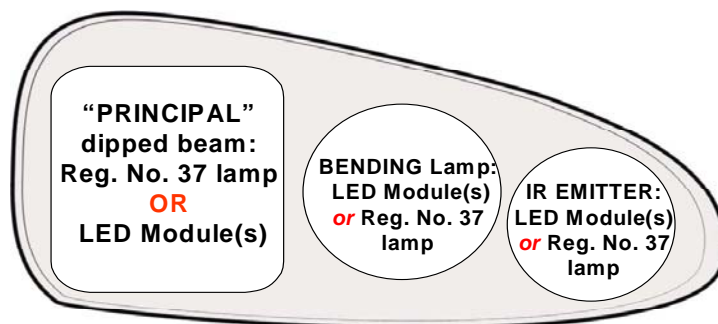 “PRINCIPAL”
dipped beam:
Reg. No. 37 lamp
OR
LED Module(s)
BENDING Lamp:
LED Module(s)
or Reg. No. 37
lamp
IR EMITTER:
LED Module(s)
or Reg. No. 37
lamp